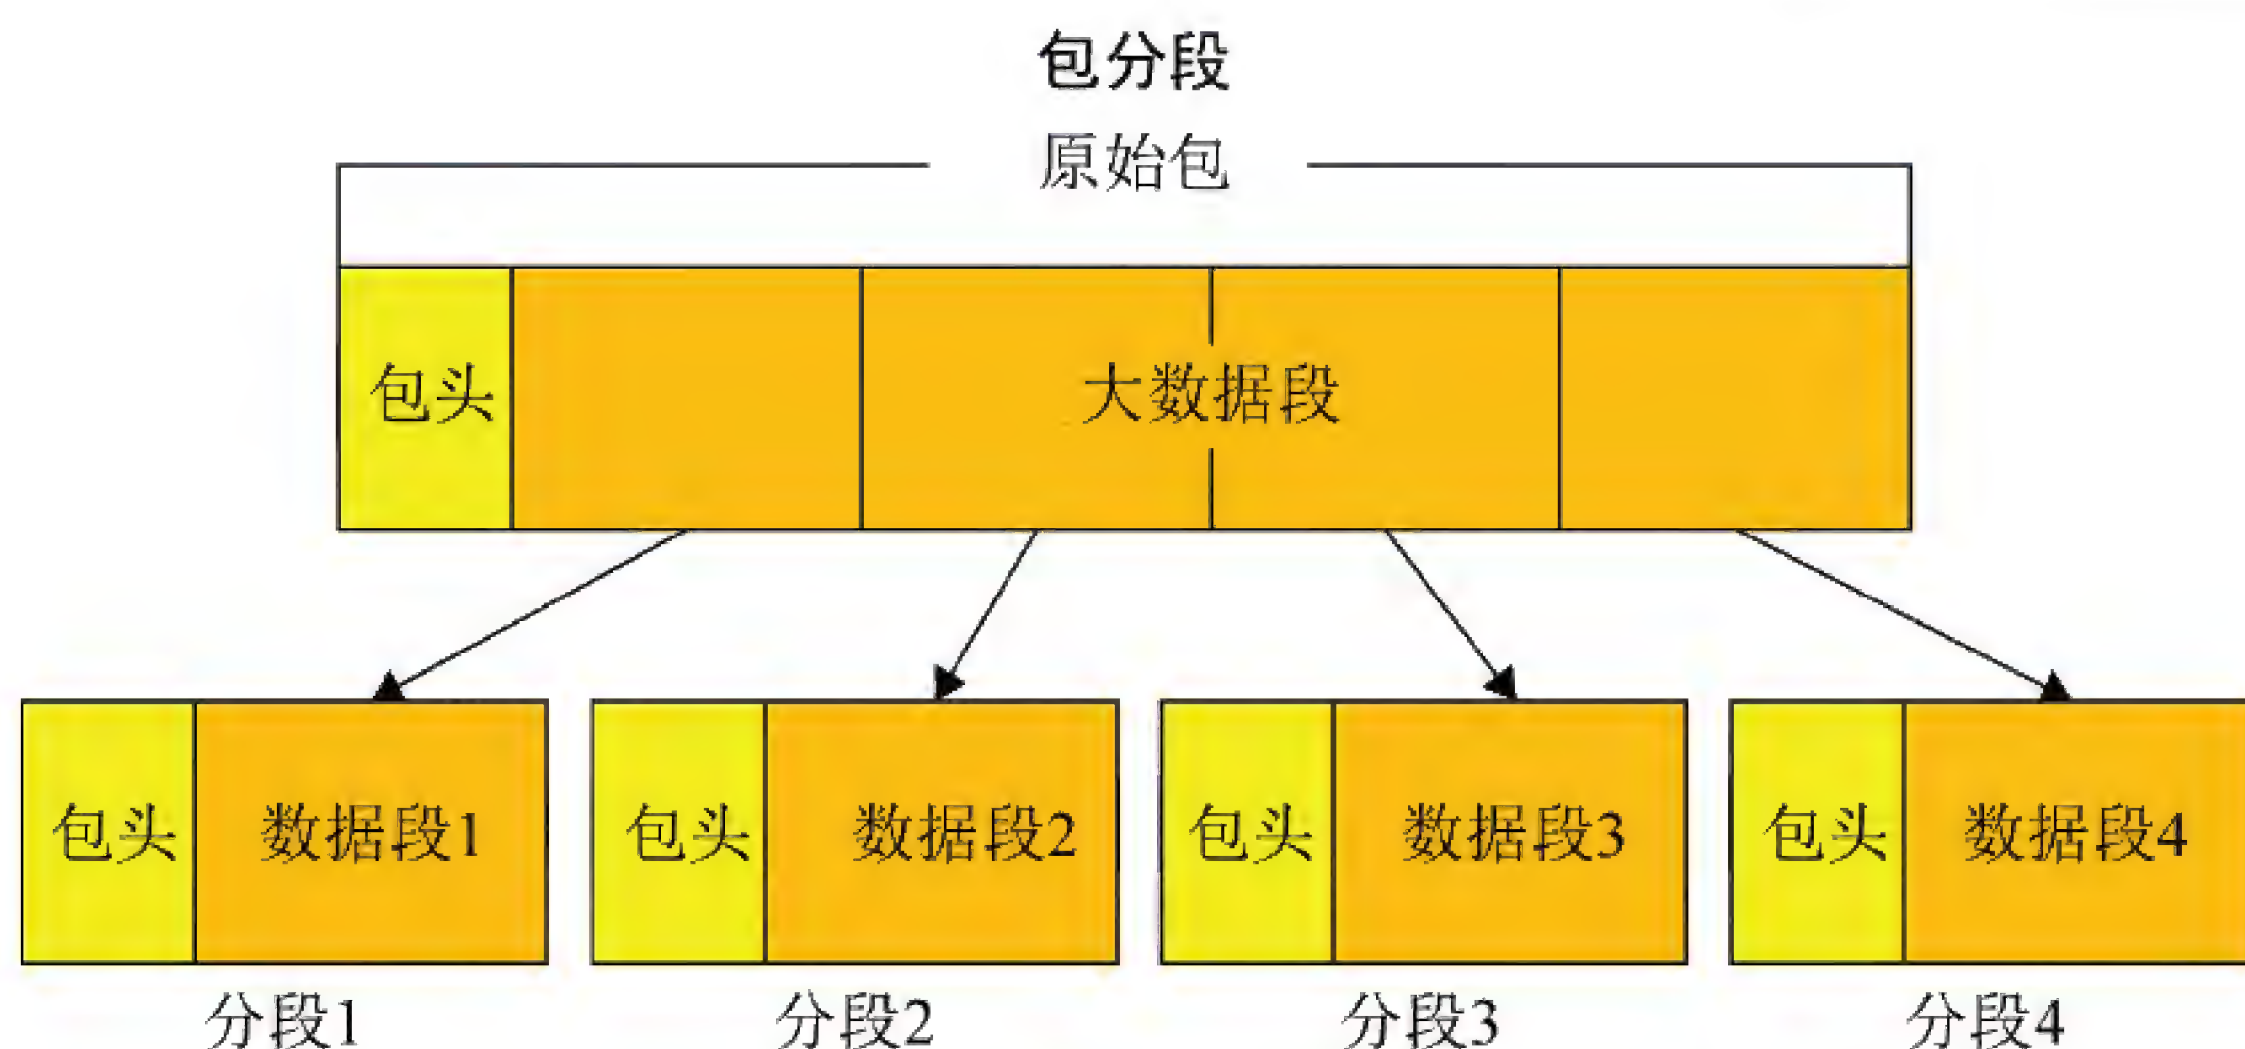 包分段
原始包
包头
大数据段
包头 数据段1 包头 数据段2 包头 数据段3 包头 数据段4
分段1 分段2 分段3 分段4